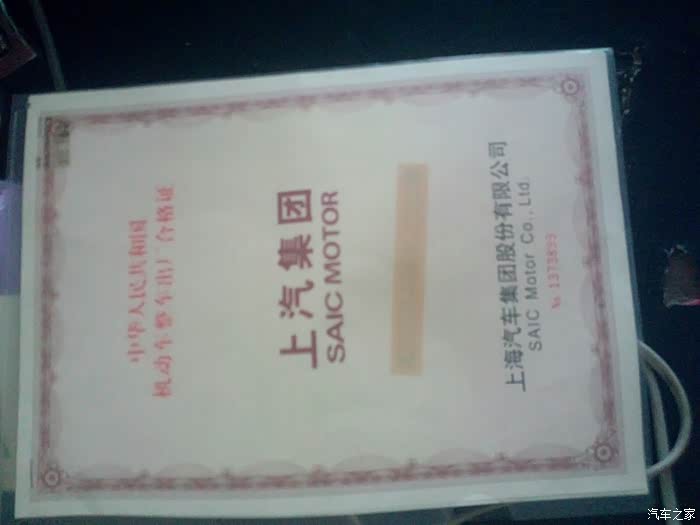 中华人民共和国
机动车整车出厂合格证
上汽集团
SAIC MOTOR
上海汽车集团股份有限公司
SAIC Motor Co., Ltd.
№ 1373899
汽车之家